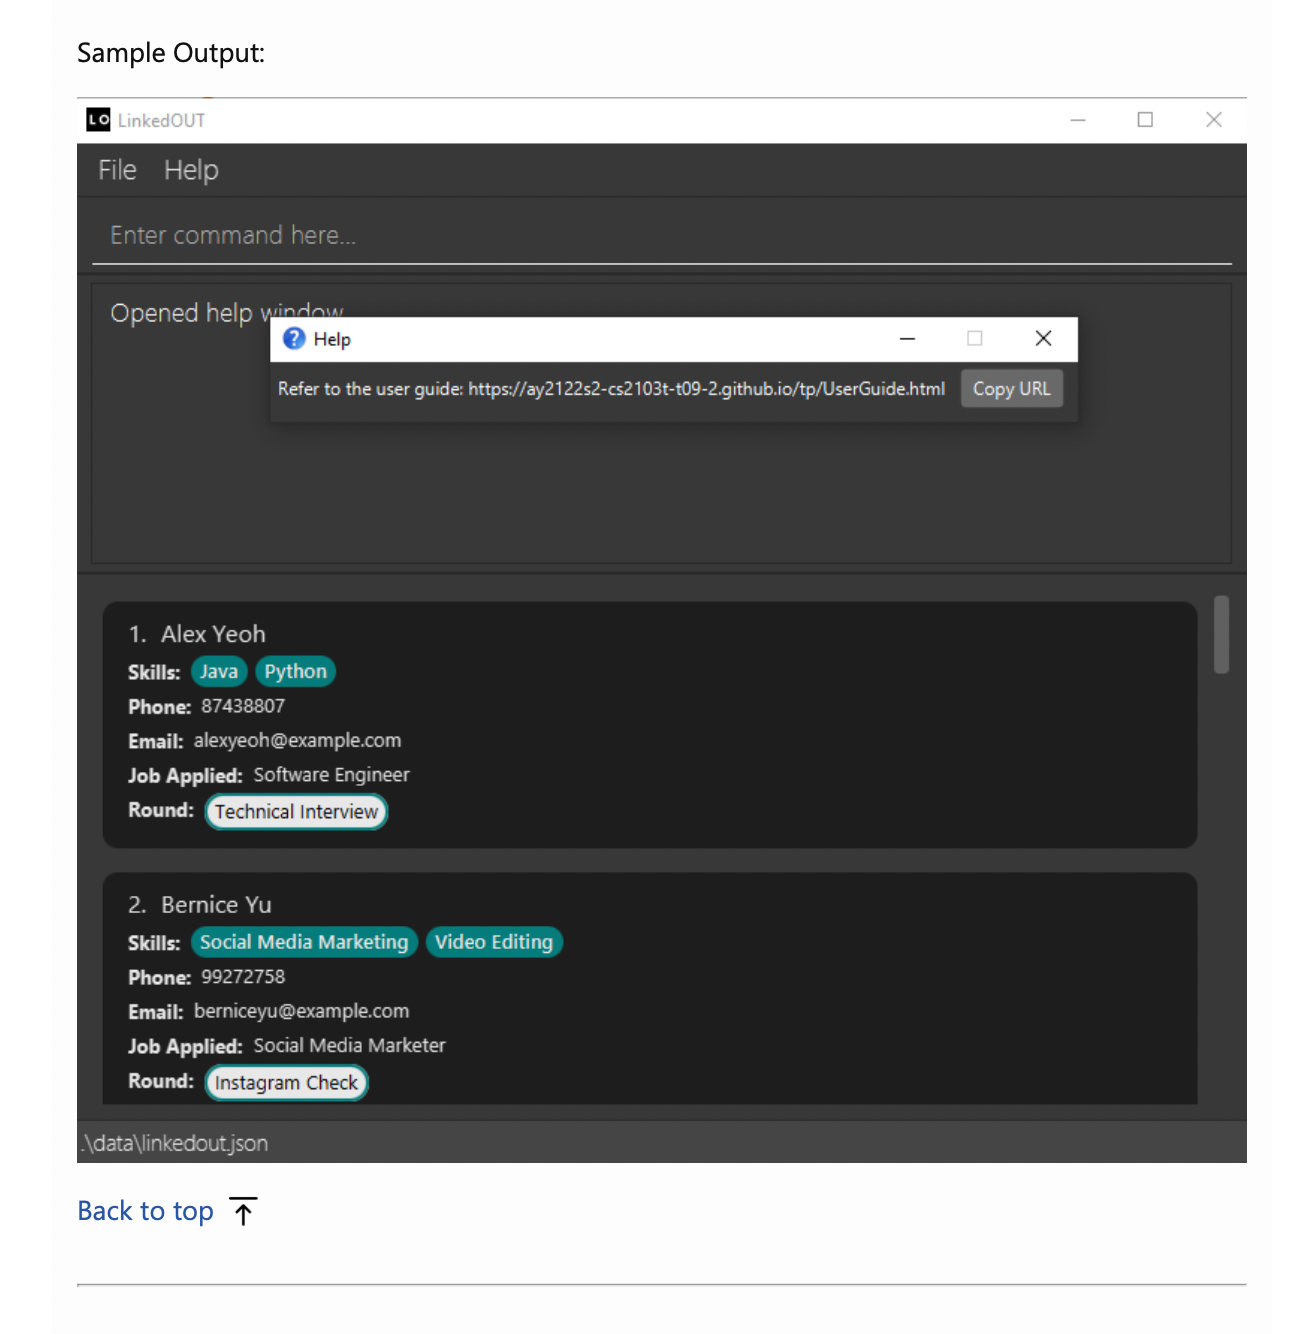 Sample Output:
LO LinkedOUT
File Help
Enter command here...
Opened help window
Help
Refer to the user guide: https://ay2122s2-cs2103t-t09-2.github.io/tp/UserGuide.html Copy URL
1. Alex Yeoh
Skills: Java Python
Phone: 87438807
Email: alexyeoh@example.com
Job Applied: Software Engineer
Round: Technical Interview
2. Bernice Yu
Skills: Social Media Marketing Video Editing
Phone: 99272758
Email: berniceyu@example.com
Job Applied: Social Media Marketer
Round: Instagram Check
.\data\linkedout.json
Back to top